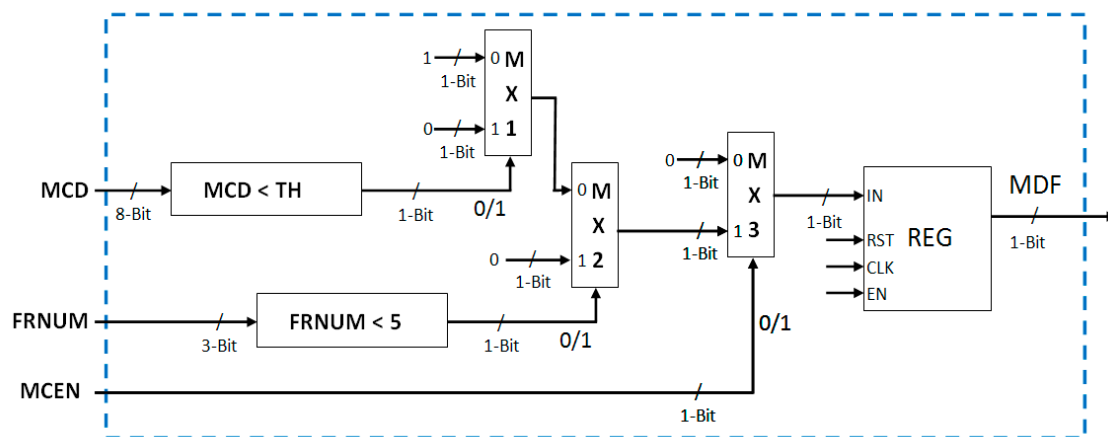 1
1-Bit
0 M
X
1 1
0
1-Bit
MCD
8-Bit
MCD < TH
1-Bit
0/1
0 M
X
1 2
0
1-Bit
0
1-Bit
0 M
X
1 3
1-Bit
1-Bit
IN
RST
CLK
EN
REG
MDF
1-Bit
FRNUM
3-Bit
FRNUM < 5
1-Bit
0/1
0/1
MCEN
1-Bit